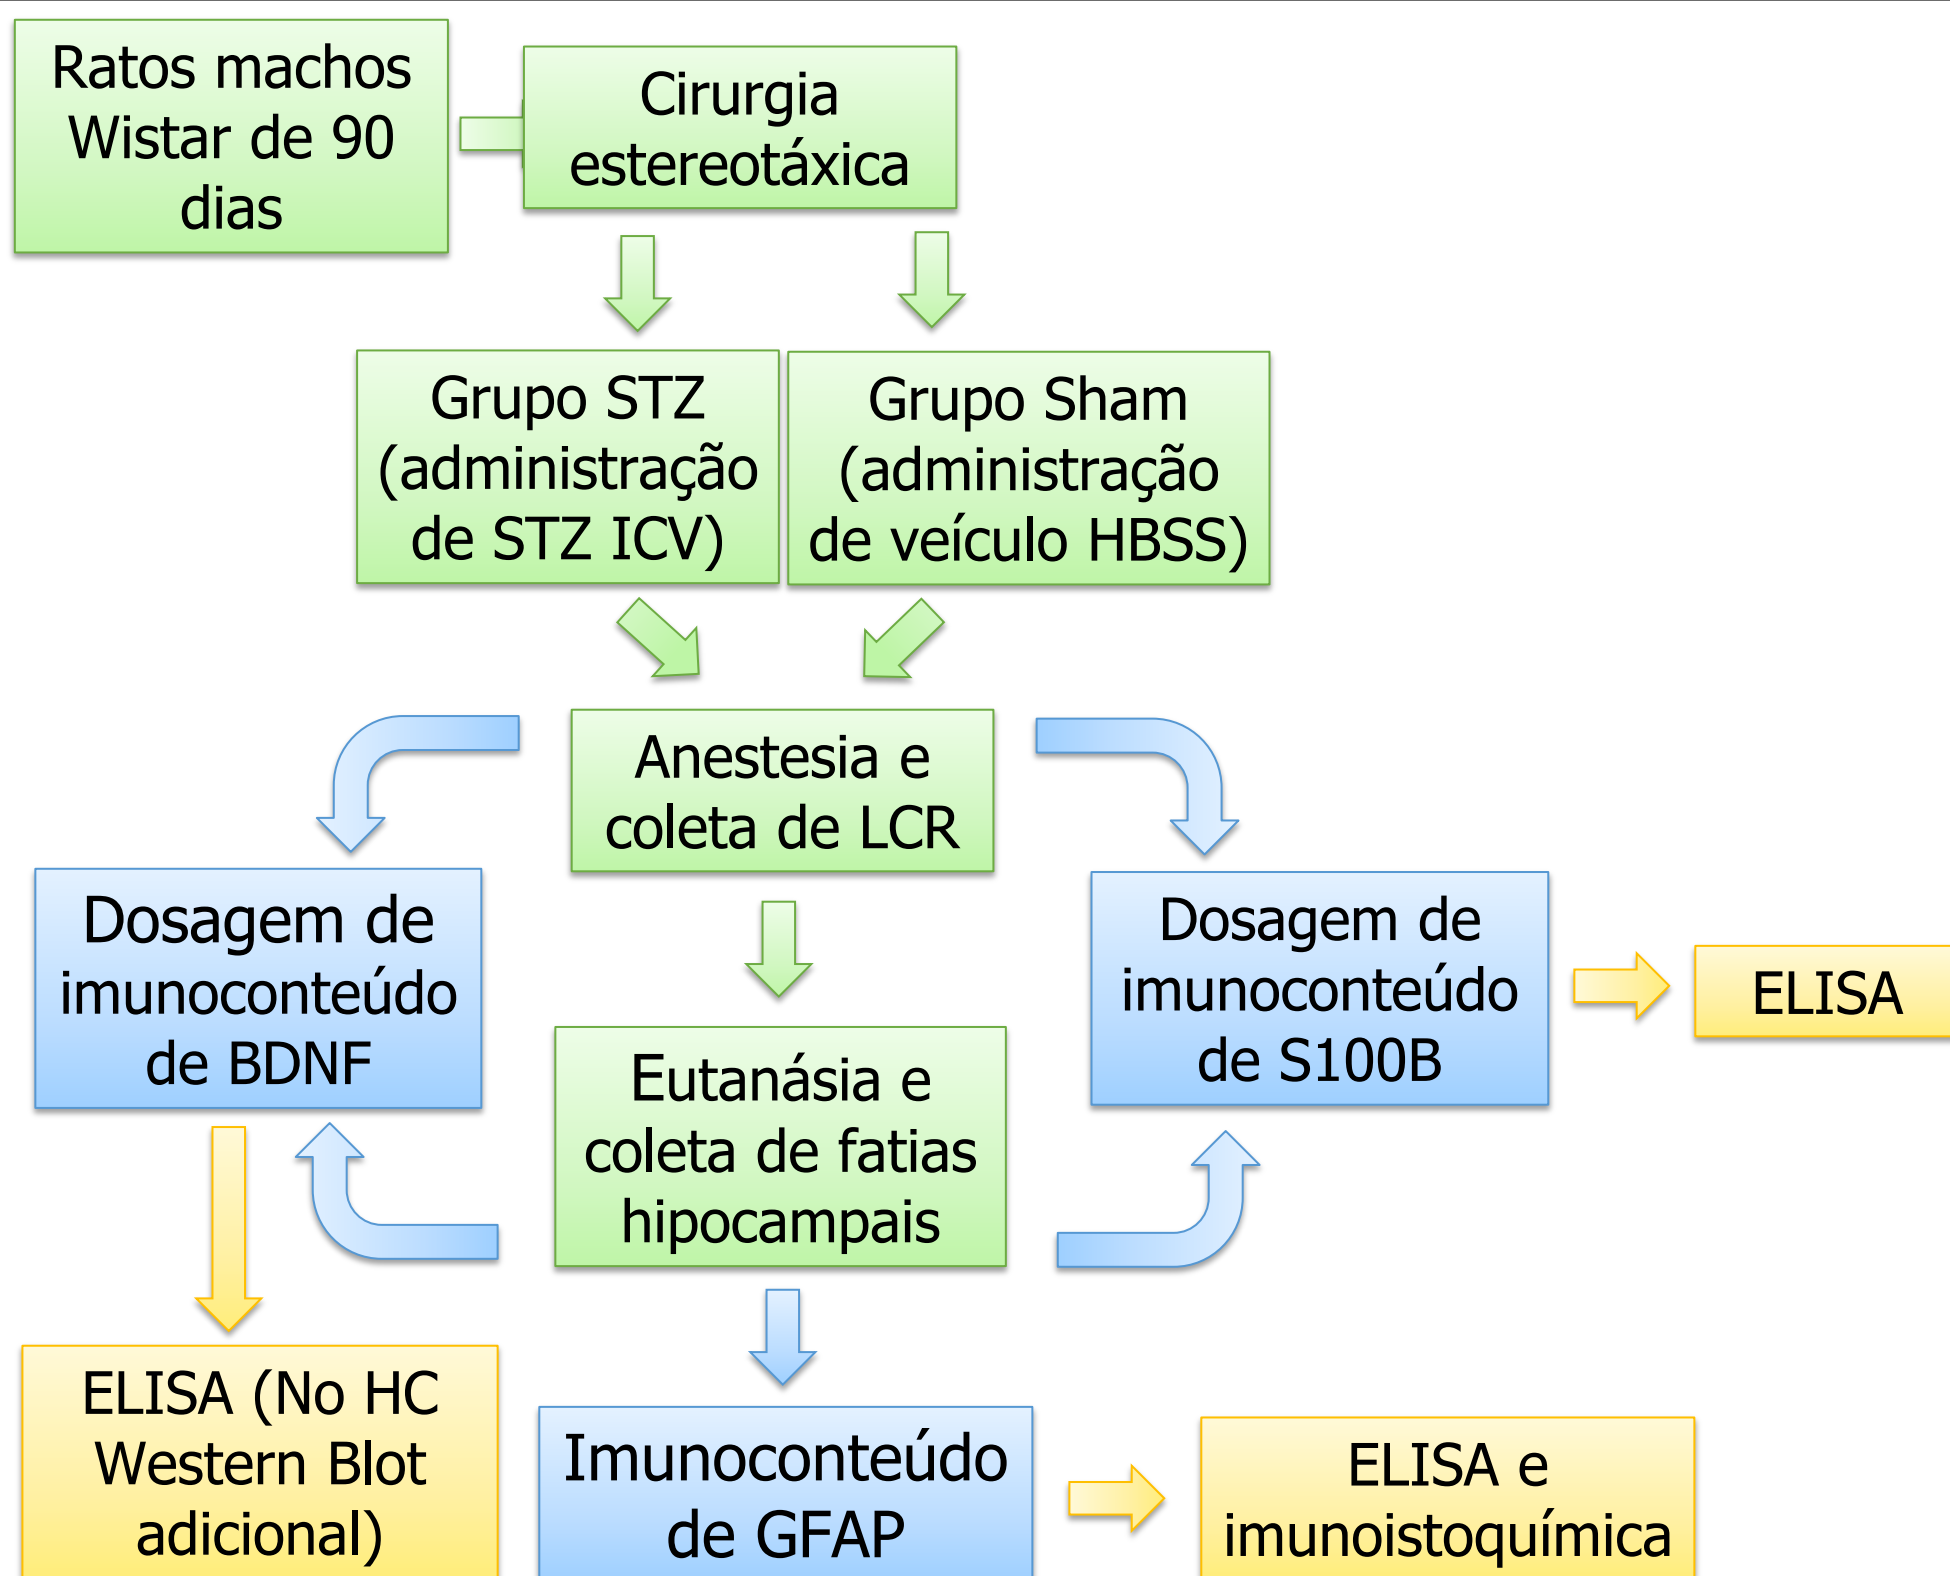 Ratos machos
Wistar de 90
dias
Cirurgia
estereotáxica
Grupo STZ
(administração
de STZ ICV)
Grupo Sham
(administração
de veículo HBSS)
Anestesia e
coleta de LCR
Dosagem de
imunoconteúdo
de BDNF
Dosagem de
imunoconteúdo
de S100B
ELISA
Eutanásia e
coleta de fatias
hipocampais
ELISA (No HC
Western Blot
adicional)
Imunoconteúdo
de GFAP
ELISA e
imunoistoquímica